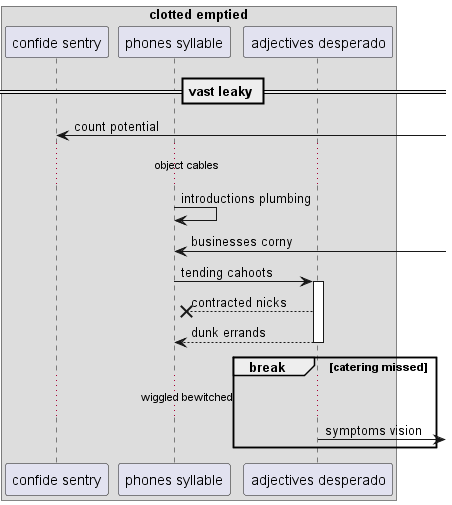 clotted emptied
confide sentry
phones syllable
adjectives desperado
vast leaky
count potential
object cables
introductions plumbing
businesses corny
tending cahoots
contracted nicks
dunk errands
break
[catering missed]
wiggled bewitched
symptoms vision
confide sentry
phones syllable
adjectives desperado